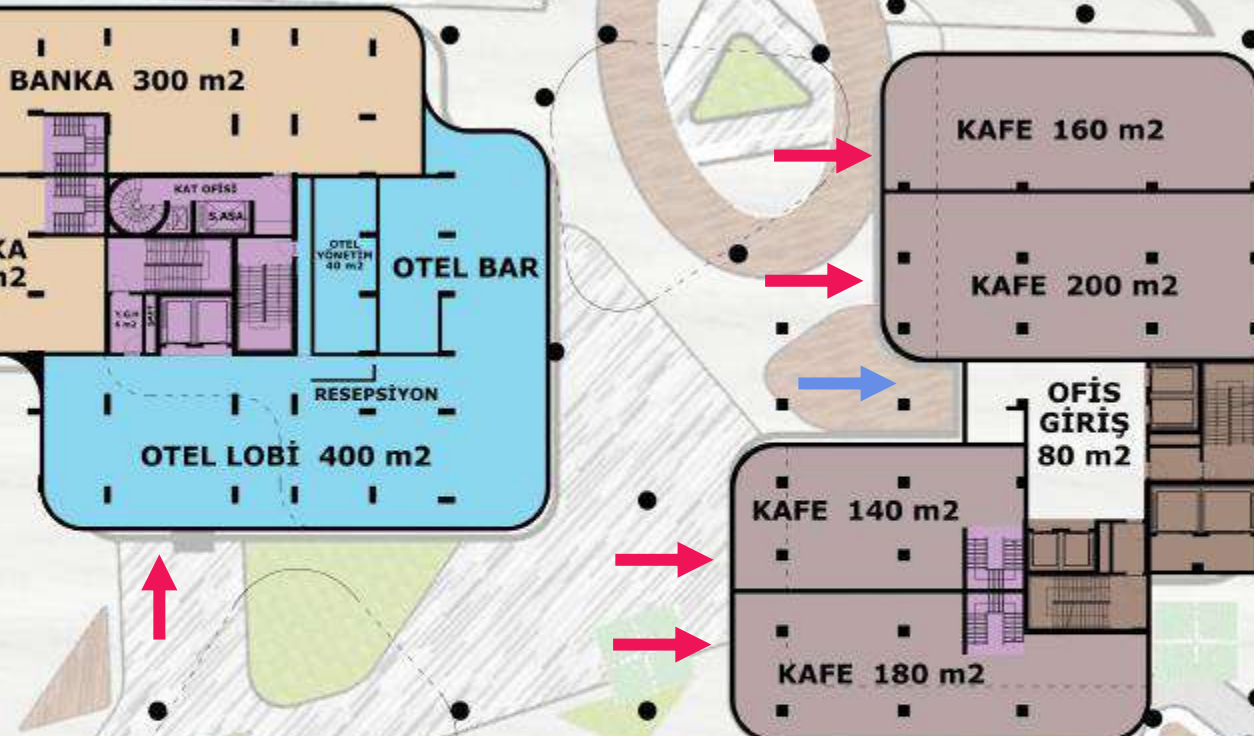 BANKA 300 m2
KAT OFİSİ
S.ASA.
KA
m2
OTEL
YÖNETİM
40 m2
OTEL BAR
Y.G.H
6 m2
RESEPSİYON
OTEL LOBİ 400 m2
KAFE 160 m2
KAFE 200 m2
OFİS
GİRİŞ
80 m2
KAFE 140 m2
KAFE 180 m2